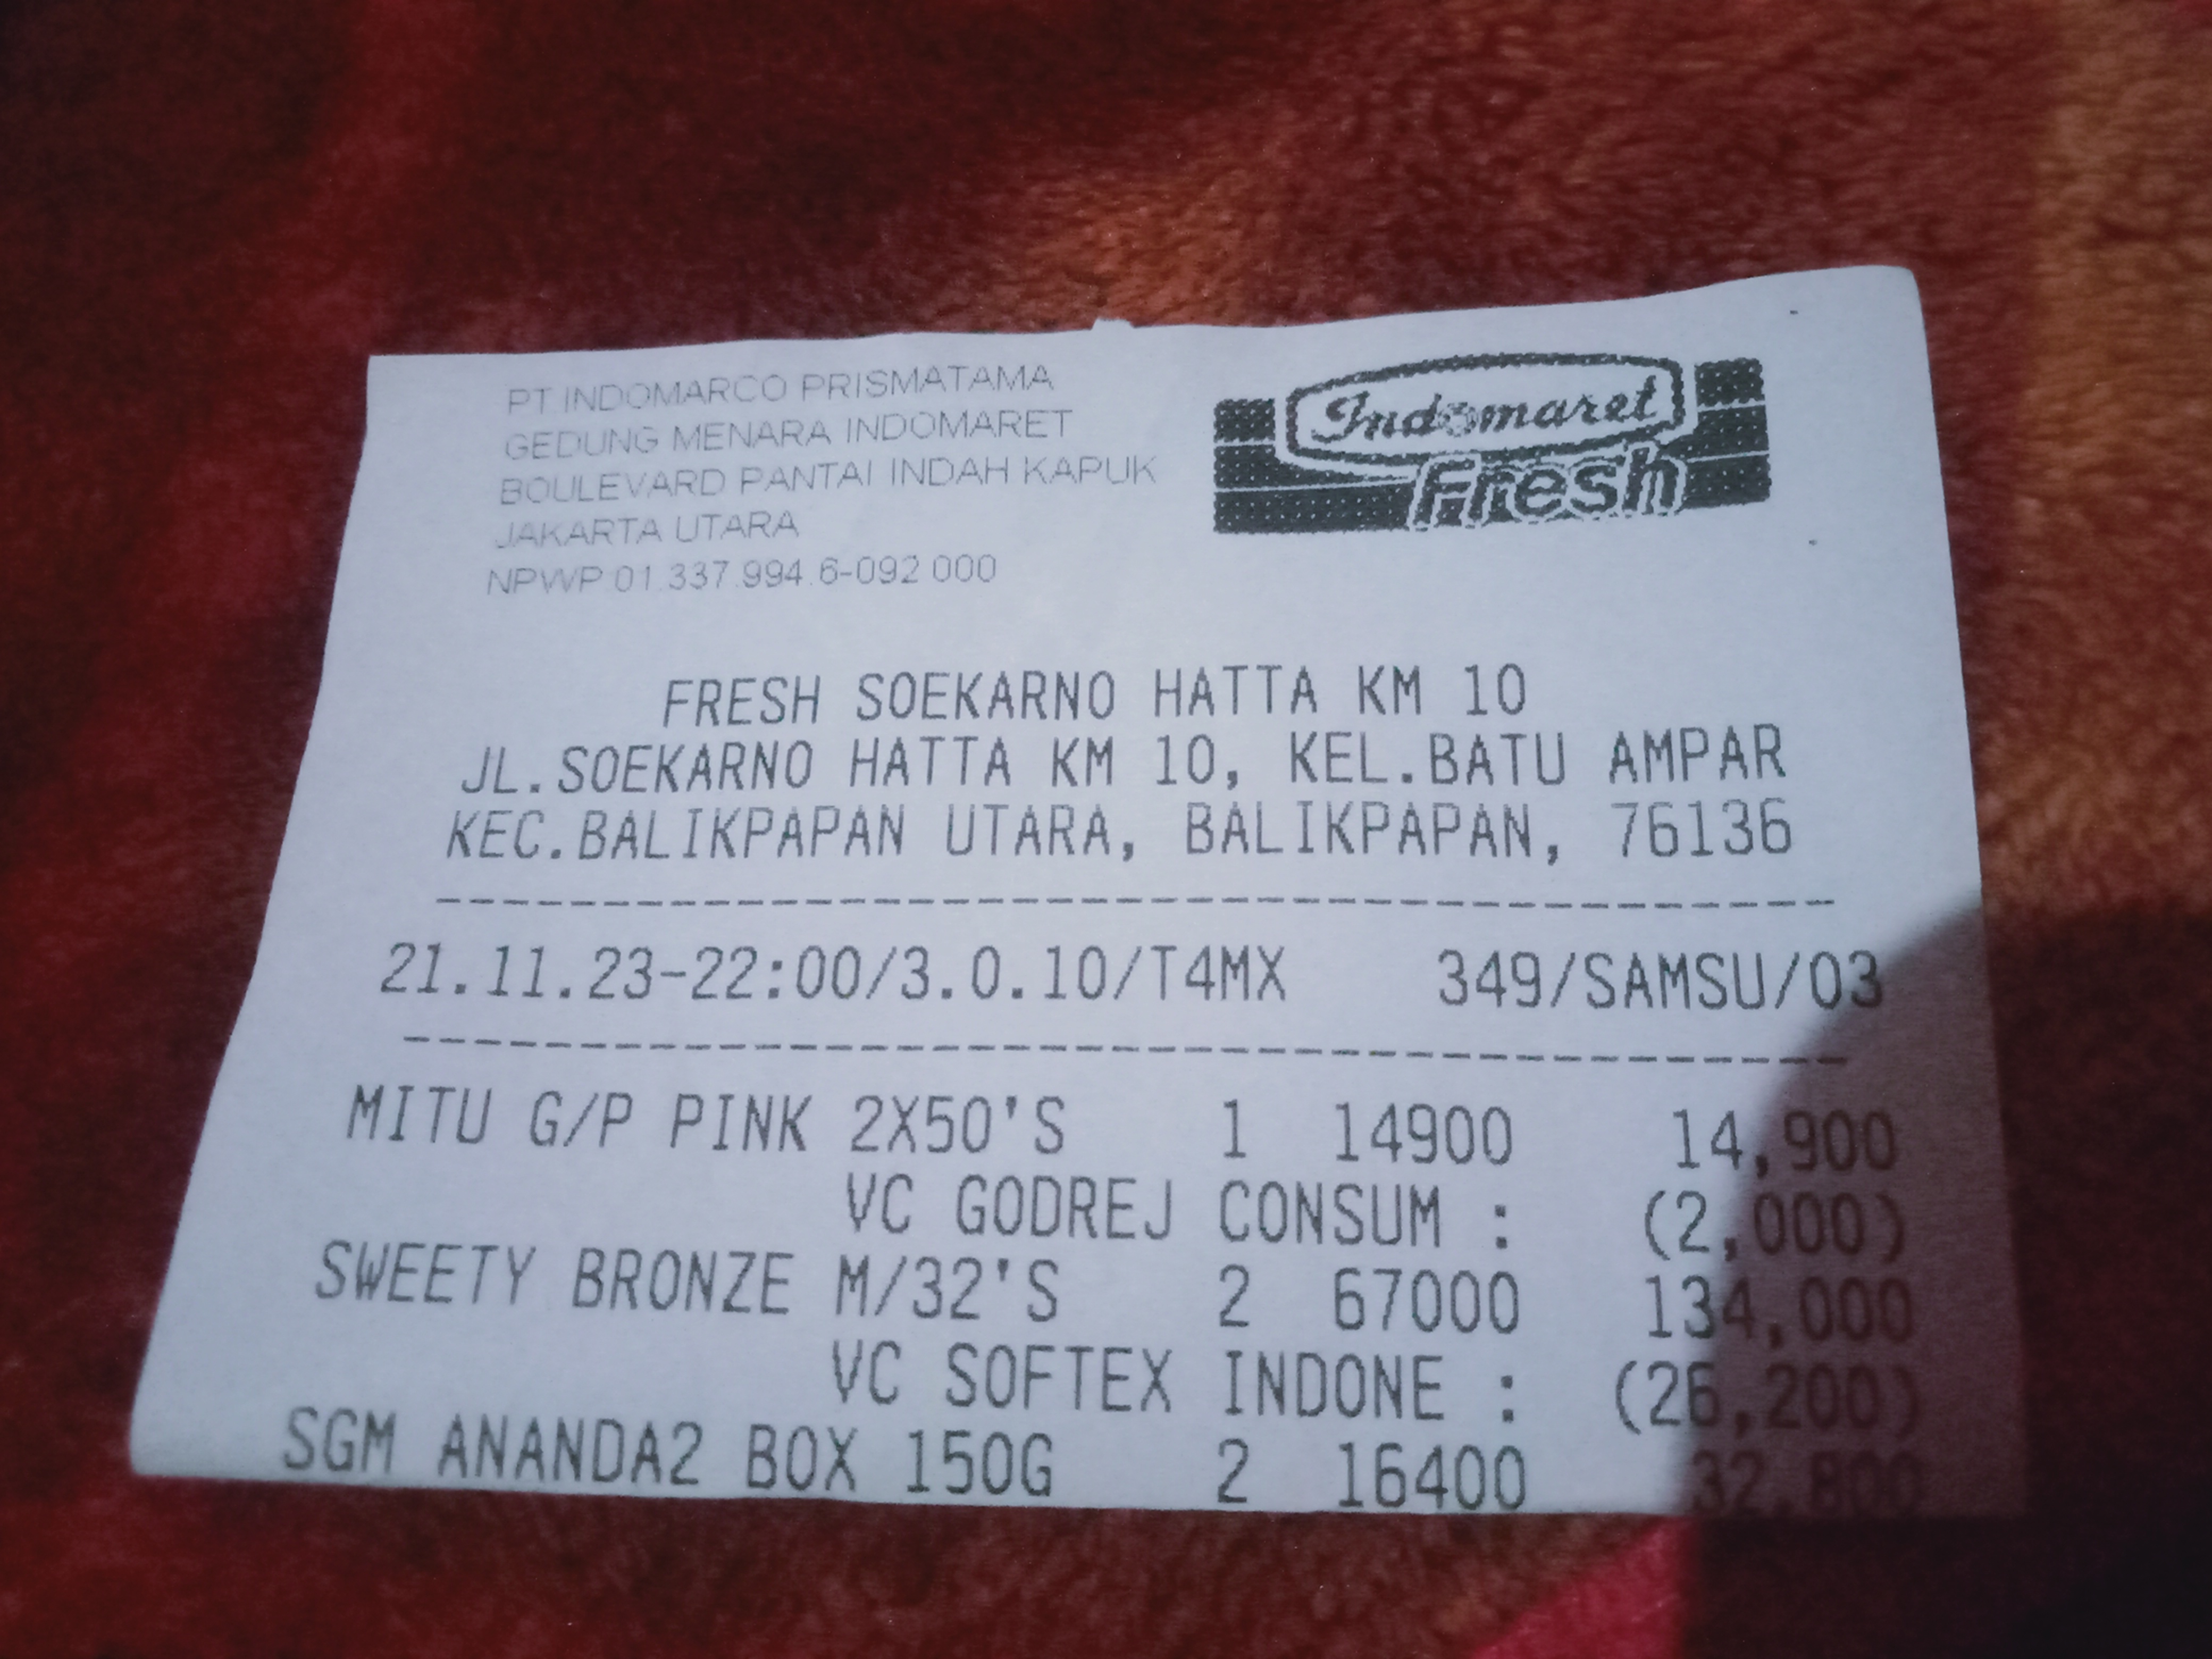 PT INDOMARCO PRISMATAMA
GEDUNG MENARA INDOMARET
BOULEVARD PANTAI INDAH KAPUK
JAKARTA UTARA
NPWP 01.337.994.6-092.000
Indomaret
Fresh
FRESH SOEKARNO HATTA KM 10
JL.SOEKARNO HATTA KM 10, KEL.BATU AMPAR
KEC.BALIKPAPAN UTARA, BALIKPAPAN, 76136
21.11.23-22:00/3.0.10/T4MX 349/SAMSU/03
MITU G/P PINK 2X50'S 1 14900 14,900
VC GODREJ CONSUM : (2,000)
SWEETY BRONZE M/32'S 2 67000 134,000
VC SOFTEX INDONE : (26,200)
SGM ANANDA2 BOX 150G 2 16400 32,800